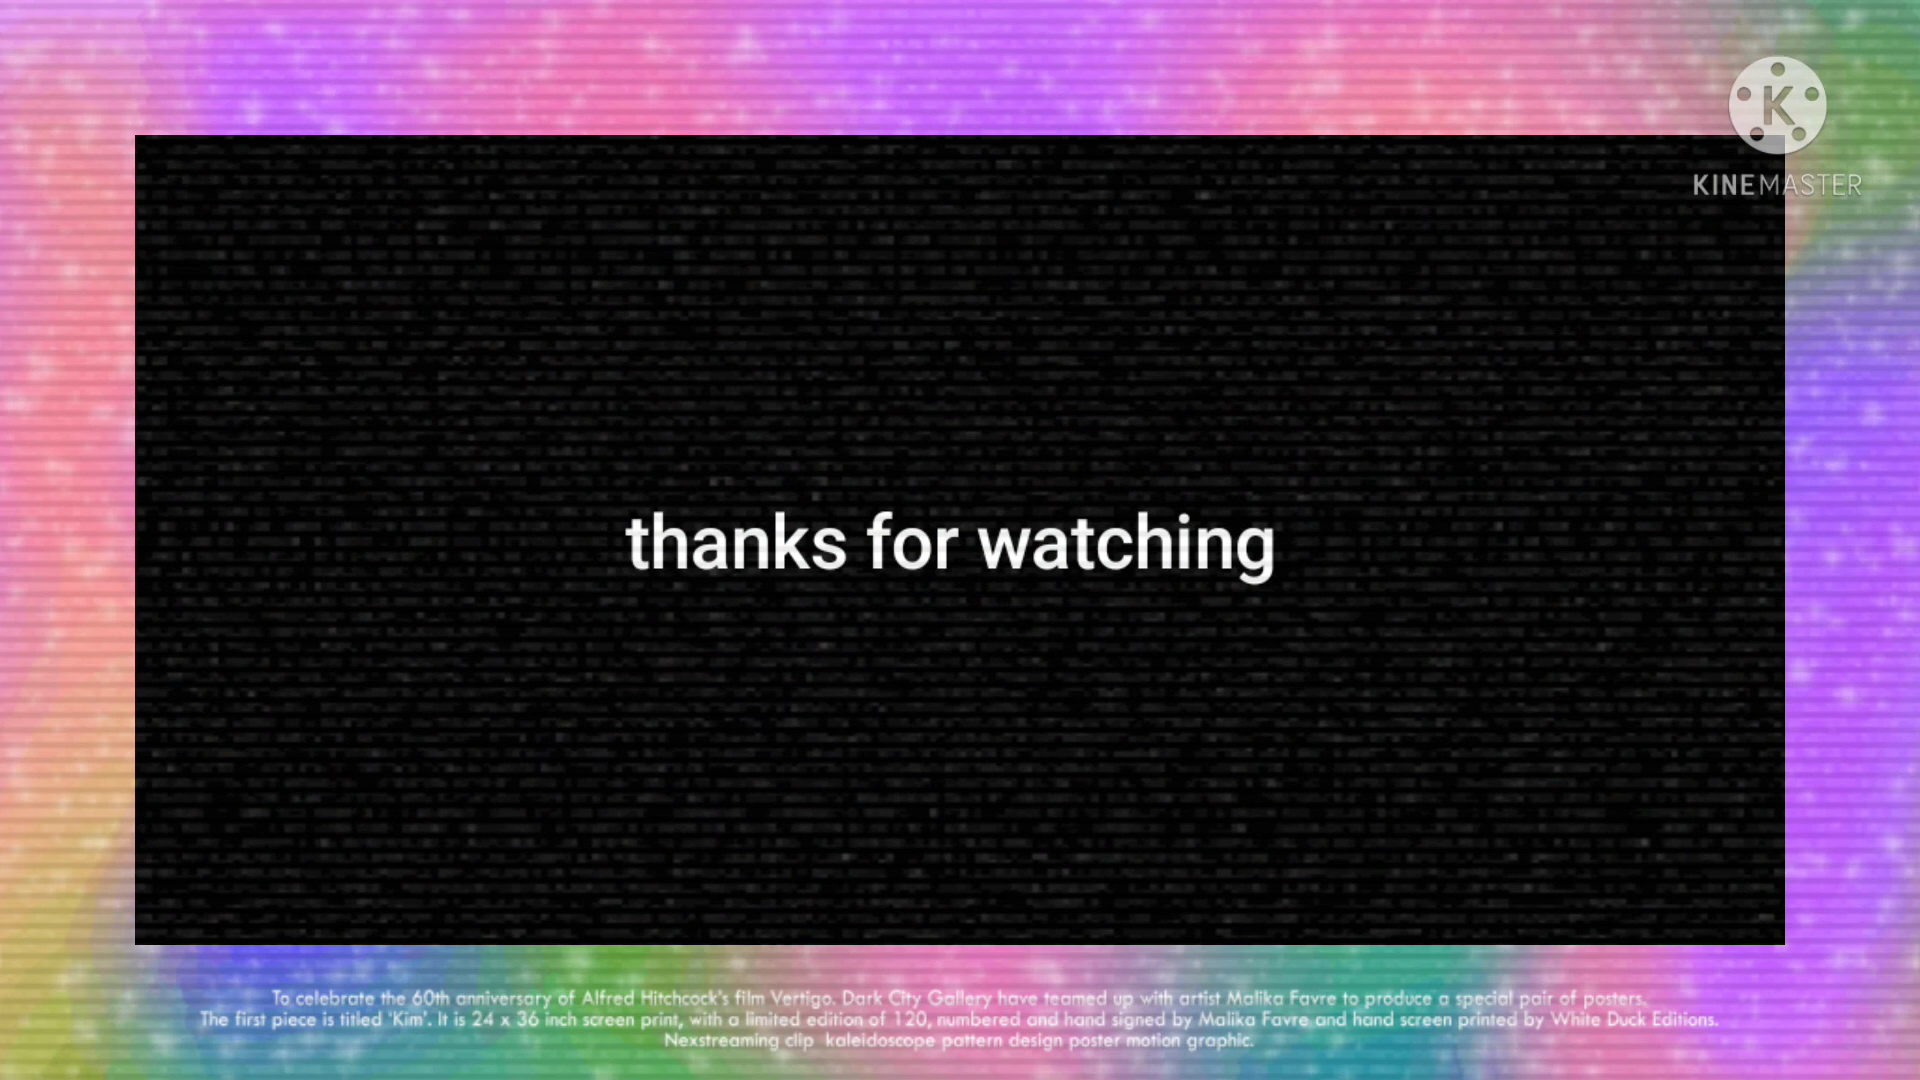 K
KINEMASTER
thanks for watching
To celebrate the 60th anniversary of Alfred Hitchcock's film Vertigo. Dark City Gallery have teamed up with artist Malika Favre to produce a special pair of posters.
The first piece is titled 'Kim'. It is 24 x 36 inch screen print, with a limited edition of 120, numbered and hand signed by Malika Favre and hand screen printed by White Duck Editions.
Nexstreaming clip kaleidoscope pattern design poster motion graphic.